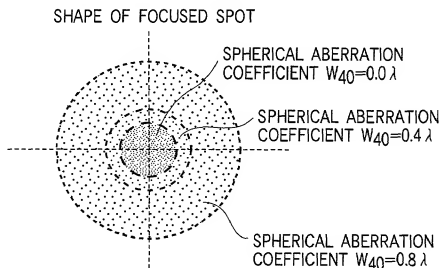 SHAPE OF FOCUSED SPOT
SPHERICAL ABERRATION
COEFFICIENT W40=0.0 λ
SPHERICAL ABERRATION
COEFFICIENT W40=0.4 λ
SPHERICAL ABERRATION
COEFFICIENT W40=0.8 λ